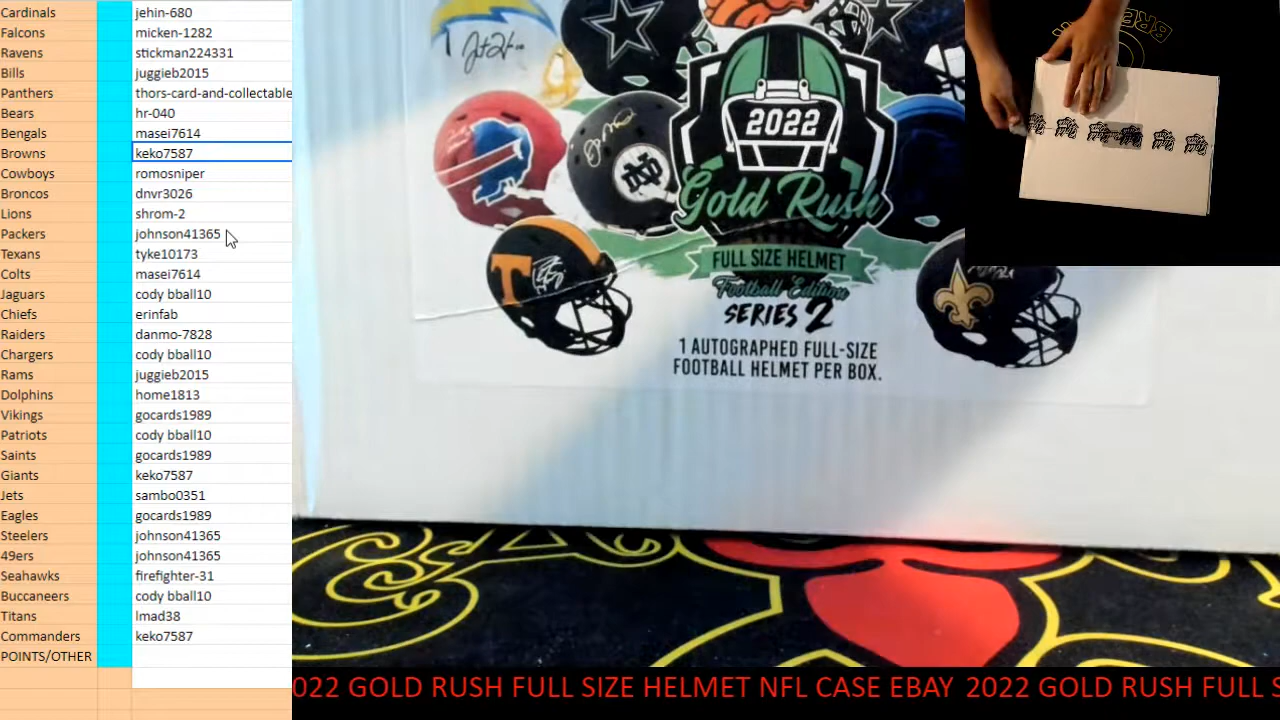 Cardinals jehin-680
Falcons micken-1282
Ravens stickman224331
Bills juggieb2015
Panthers thors-card-and-collectable
Bears hr-040
Bengals masei7614
Browns keko7587
Cowboys romosniper
Broncos dnvr3026
Lions shrom-2
Packers johnson41365
Texans tyke10173
Colts masei7614
Jaguars cody bball10
Chiefs erinfab
Raiders danmo-7828
Chargers cody bball10
Rams juggieb2015
Dolphins home1813
Vikings gocards1989
Patriots cody bball10
Saints gocards1989
Giants keko7587
Jets sambo0351
Eagles gocards1989
Steelers johnson41365
49ers johnson41365
Seahawks firefighter-31
Buccaneers cody bball10
Titans lmad38
Commanders keko7587
POINTS/OTHER
2022
Gold Rush
FULL SIZE HELMET
Football Edition
SERIES 2
1 AUTOGRAPHED FULL-SIZE
FOOTBALL HELMET PER BOX.
T
022 GOLD RUSH FULL SIZE HELMET NFL CASE EBAY 2022 GOLD RUSH FULL S